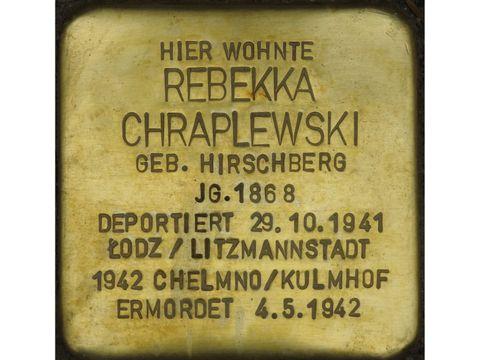 HIER WOHNTE
REBEKKA
CHRAPLEWSKI
GEB. HIRSCHBERG
JG.1868
DEPORTIERT 29.10.1941
ŁODZ / LITZMANNSTADT
1942 CHELMNO/KULMHOF
ERMORDET 4.5.1942